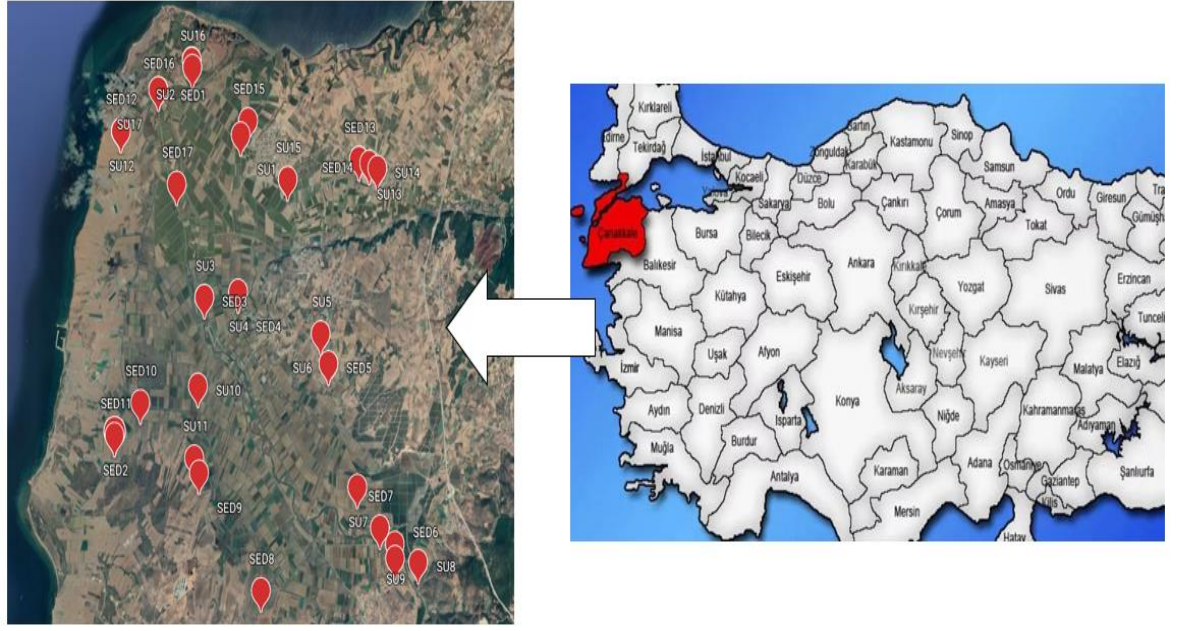 SU16
SED16
SED12
SU2
SED1
SED15
SU17
SU12
SED17
SU15
SED13
SED14
SU1
SU14
SU13
SU3
SED3
SU4
SED4
SU5
SU6
SED5
SED10
SU10
SED11
SU11
SED2
SED9
SED7
SU7
SED6
SED8
SU9
SU8
Kırklareli
dirne
Tekirdağ
İstanbul
Kocaeli
Sakarya
Düzce
Zonguldak
Bartın
Karabük
Kastamonu
Sinop
Samsun
Ordu
Giresun
Tra
Gümüşh
Çanakkale
Balıkesir
Bursa
Bilecik
Bolu
Çankırı
Çorum
Amasya
Tokat
Eskişehir
Ankara
Kırıkkale
Yozgat
Sivas
Erzincan
Tunceli
Kütahya
Kırşehir
Manisa
Uşak
Afyon
Nevşehir
Kayseri
Malatya
Elazığ
İzmir
Aksaray
Aydın
Denizli
Isparta
Konya
Niğde
Kahramanmaraş
Adıyaman
Muğla
Burdur
Antalya
Karaman
Adana
Osmaniye
Gaziantep
Şanlıurfa
Mersin
Kilis
Hatay